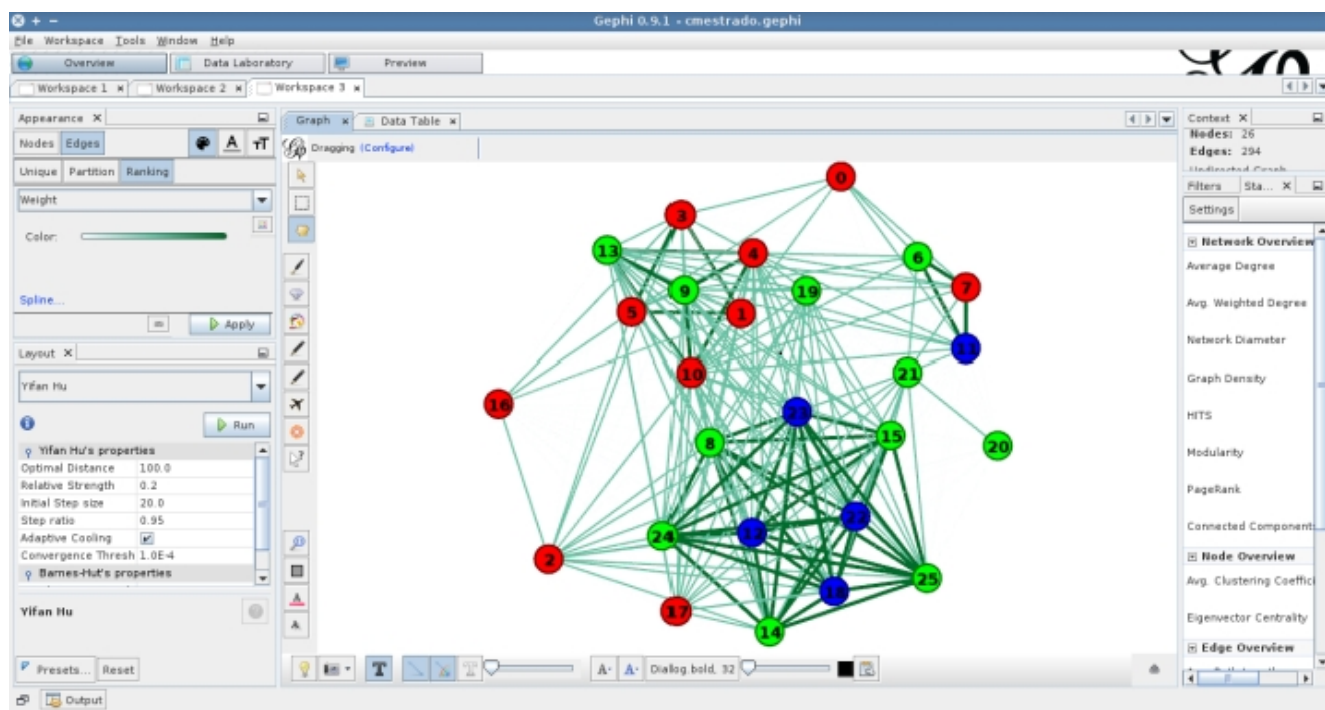 Gephi 0.9.1 - cmestrado.gephi
File Workspace Tools Window Help
Overview Data Laboratory Preview
Workspace 1 Workspace 2 Workspace 3
Appearance
Nodes Edges
Unique Partition Ranking
Weight
Color:
Spline...
Apply
Layout
Yifan Hu
Run
Yifan Hu's properties
Optimal Distance 100.0
Relative Strength 0.2
Initial Step size 20.0
Step ratio 0.95
Adaptive Cooling
Convergence Thresh 1.0E-4
Barnes-Hut's properties
Yifan Hu
Presets... Reset
Output
Graph Data Table
Dragging (Configure)
0
3
13
4
6
9
19
7
5
1
11
10
21
16
23
8
15
20
24
12
22
2
25
18
17
14
Dialog.bold, 32
Context
Nodes: 26
Edges: 294
Undirected Graph
Filters Sta...
Settings
Network Overview
Average Degree
Avg. Weighted Degree
Network Diameter
Graph Density
HITS
Modularity
PageRank
Connected Component
Node Overview
Avg. Clustering Coeffici
Eigenvector Centrality
Edge Overview